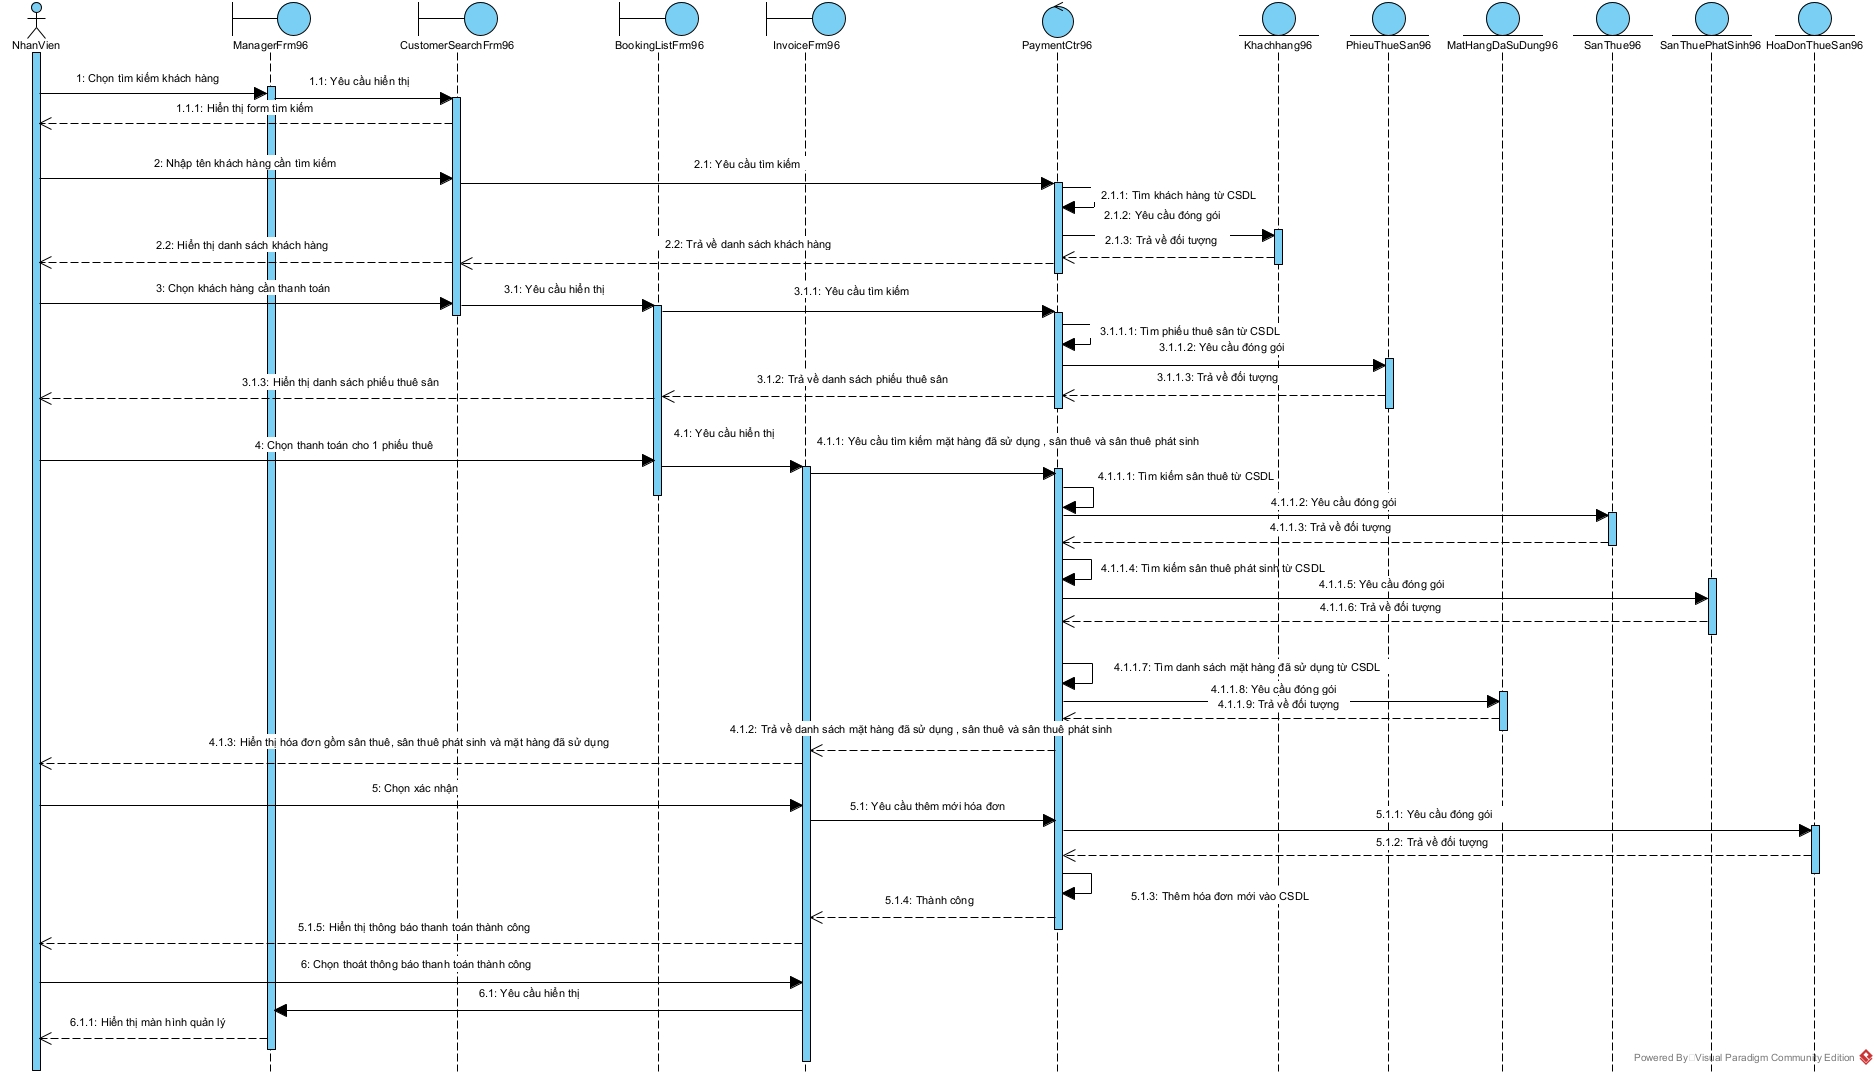 NhanVien
ManagerFrm96
CustomerSearchFrm96
BookingListFrm96
InvoiceFrm96
PaymentCtr96
Khachhang96
PhieuThueSan96
MatHangDaSuDung96
SanThue96
SanThuePhatSinh96
HoaDonThueSan96
1: Chọn tìm kiếm khách hàng
1.1: Yêu cầu hiển thị
1.1.1: Hiển thị form tìm kiếm
2: Nhập tên khách hàng cần tìm kiếm
2.1: Yêu cầu tìm kiếm
2.1.1: Tìm khách hàng từ CSDL
2.1.2: Yêu cầu đóng gói
2.1.3: Trả về đối tượng
2.2: Trả về danh sách khách hàng
2.2: Hiển thị danh sách khách hàng
3: Chọn khách hàng cần thanh toán
3.1: Yêu cầu hiển thị
3.1.1: Yêu cầu tìm kiếm
3.1.1.1: Tìm phiếu thuê sân từ CSDL
3.1.1.2: Yêu cầu đóng gói
3.1.1.3: Trả về đối tượng
3.1.2: Trả về danh sách phiếu thuê sân
3.1.3: Hiển thị danh sách phiếu thuê sân
4: Chọn thanh toán cho 1 phiếu thuê
4.1: Yêu cầu hiển thị
4.1.1: Yêu cầu tìm kiếm mặt hàng đã sử dụng , sân thuê và sân thuê phát sinh
4.1.1.1: Tìm kiếm sân thuê từ CSDL
4.1.1.2: Yêu cầu đóng gói
4.1.1.3: Trả về đối tượng
4.1.1.4: Tìm kiếm sân thuê phát sinh từ CSDL
4.1.1.5: Yêu cầu đóng gói
4.1.1.6: Trả về đối tượng
4.1.1.7: Tìm danh sách mặt hàng đã sử dụng từ CSDL
4.1.1.8: Yêu cầu đóng gói
4.1.1.9: Trả về đối tượng
4.1.2: Trả về danh sách mặt hàng đã sử dụng , sân thuê và sân thuê phát sinh
4.1.3: Hiển thị hóa đơn gồm sân thuê, sân thuê phát sinh và mặt hàng đã sử dụng
5: Chọn xác nhận
5.1: Yêu cầu thêm mới hóa đơn
5.1.1: Yêu cầu đóng gói
5.1.2: Trả về đối tượng
5.1.3: Thêm hóa đơn mới vào CSDL
5.1.4: Thành công
5.1.5: Hiển thị thông báo thanh toán thành công
6: Chọn thoát thông báo thanh toán thành công
6.1: Yêu cầu hiển thị
6.1.1: Hiển thị màn hình quản lý
Powered By Visual Paradigm Community Edition